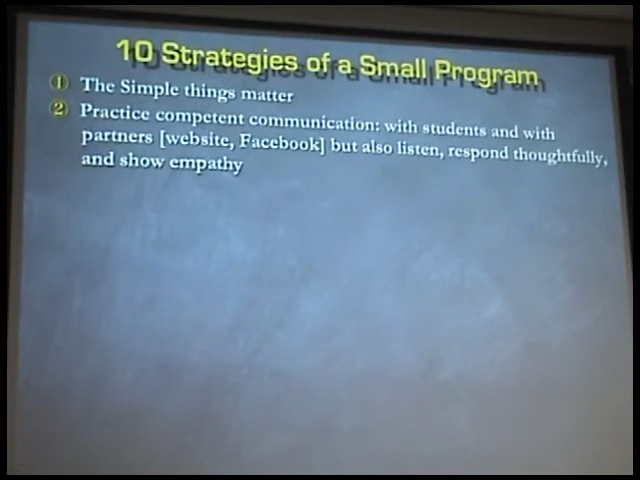 10 Strategies of a Small Program
① The Simple things matter
② Practice competent communication: with students and with
partners [website, Facebook] but also listen, respond thoughtfully,
and show empathy